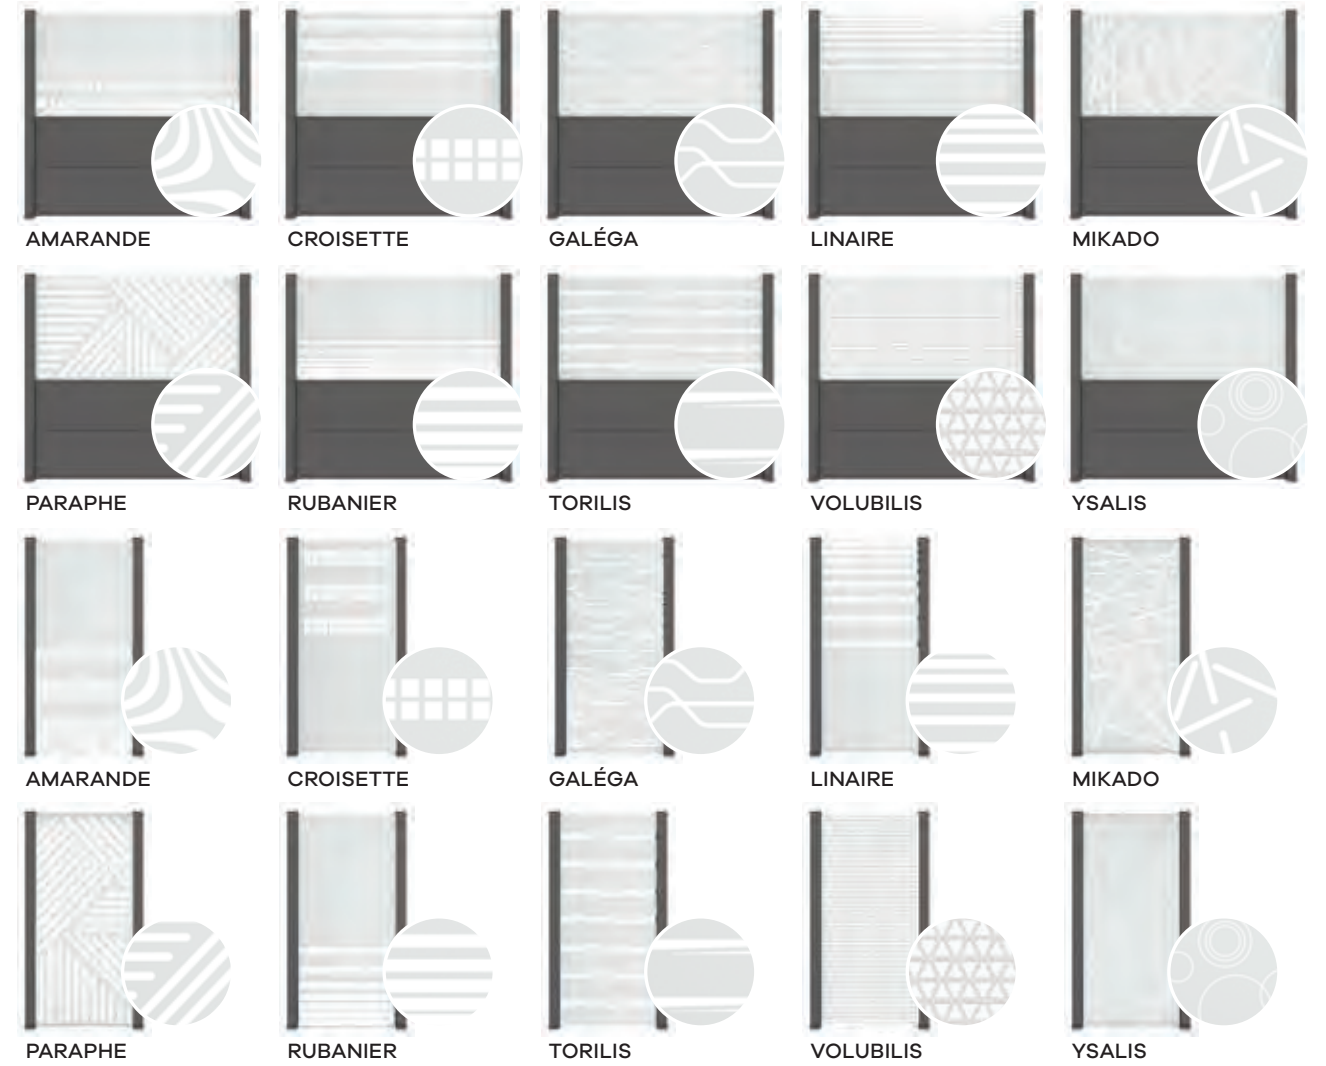 AMARANDE
CROISETTE
GALÉGA
LINAIRE
MIKADO
PARAPHE
RUBANIER
TORILIS
VOLUBILIS
YSALIS
AMARANDE
CROISETTE
GALÉGA
LINAIRE
MIKADO
PARAPHE
RUBANIER
TORILIS
VOLUBILIS
YSALIS